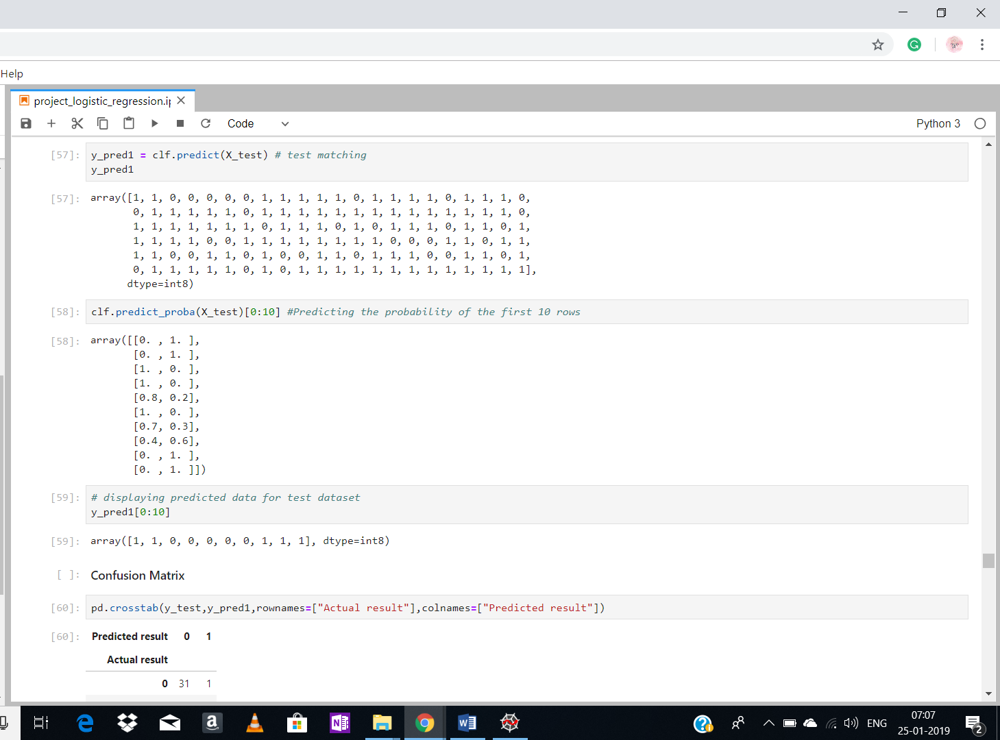 Help
project_logistic_regression.ip
Code
Python 3
[57]: y_pred1 = clf.predict(X_test) # test matching
y_pred1
[57]: array([1, 1, 0, 0, 0, 0, 0, 1, 1, 1, 1, 1, 0, 1, 1, 1, 1, 0, 1, 1, 1, 0,
0, 1, 1, 1, 1, 1, 0, 1, 1, 1, 1, 1, 1, 1, 1, 1, 1, 1, 1, 0,
1, 1, 1, 1, 1, 1, 1, 0, 1, 1, 1, 0, 1, 0, 1, 1, 1, 0, 1, 1, 0, 1,
1, 1, 1, 1, 0, 0, 1, 1, 1, 1, 1, 1, 1, 1, 0, 0, 0, 1, 1, 0, 1, 1,
1, 1, 0, 0, 1, 1, 0, 1, 0, 0, 1, 1, 0, 1, 1, 1, 0, 0, 1, 1, 0, 1,
0, 1, 1, 1, 1, 1, 0, 1, 0, 1, 1, 1, 1, 1, 1, 1, 1, 1, 1, 1, 1, 1],
dtype=int8)
[58]: clf.predict_proba(X_test)[0:10] #Predicting the probability of the first 10 rows
[58]: array([[0. , 1. ],
[0. , 1. ],
[1. , 0. ],
[1. , 0. ],
[0.8, 0.2],
[1. , 0. ],
[0.7, 0.3],
[0.4, 0.6],
[0. , 1. ],
[0. , 1. ]])
[59]: # displaying predicted data for test dataset
y_pred1[0:10]
[59]: array([1, 1, 0, 0, 0, 0, 0, 1, 1, 1], dtype=int8)
[ ]: Confusion Matrix
[60]: pd.crosstab(y_test,y_pred1,rownames=["Actual result"],colnames=["Predicted result"])
[60]: Predicted result 0 1
Actual result
0 31 1
ENG
07:07
25-01-2019
2